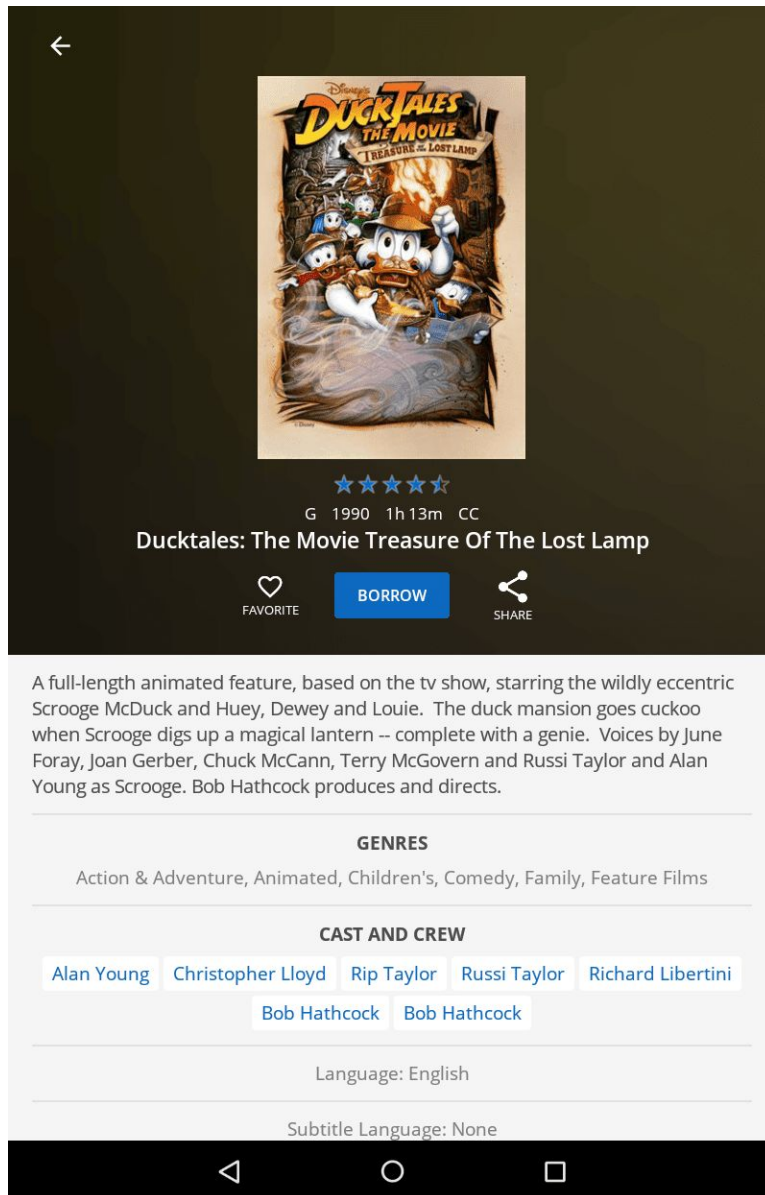 Disney's
DUCKTALES
THE MOVIE
TREASURE OF THE LOST LAMP
© Disney
G 1990 1h 13m CC
Ducktales: The Movie Treasure Of The Lost Lamp
FAVORITE
BORROW
SHARE
A full-length animated feature, based on the tv show, starring the wildly eccentric
Scrooge McDuck and Huey, Dewey and Louie. The duck mansion goes cuckoo
when Scrooge digs up a magical lantern -- complete with a genie. Voices by June
Foray, Joan Gerber, Chuck McCann, Terry McGovern and Russi Taylor and Alan
Young as Scrooge. Bob Hathcock produces and directs.
GENRES
Action & Adventure, Animated, Children's, Comedy, Family, Feature Films
CAST AND CREW
Alan Young Christopher Lloyd Rip Taylor Russi Taylor Richard Libertini
Bob Hathcock Bob Hathcock
Language: English
Subtitle Language: None